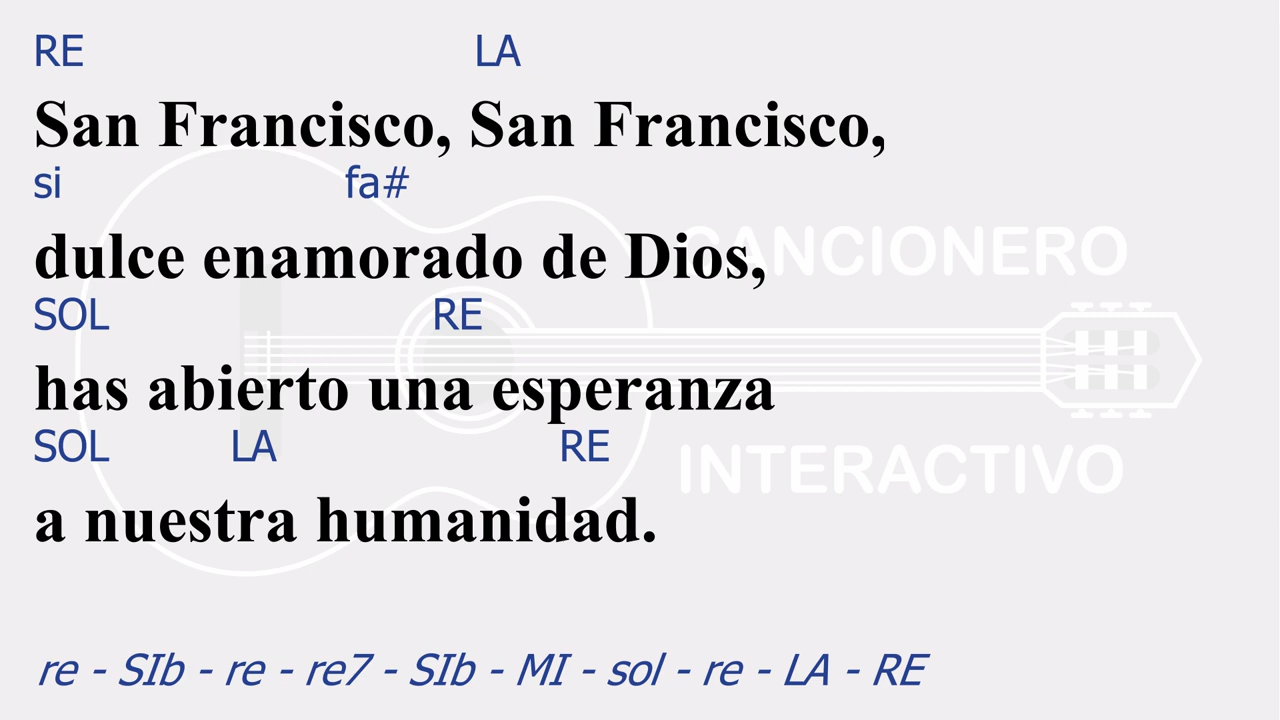 RE LA
San Francisco, San Francisco,
si fa#
dulce enamorado de Dios,
CANCIONERO
SOL RE
has abierto una esperanza
SOL LA RE
INTERACTIVO
a nuestra humanidad.
re - SIb - re - re7 - SIb - MI - sol - re - LA - RE